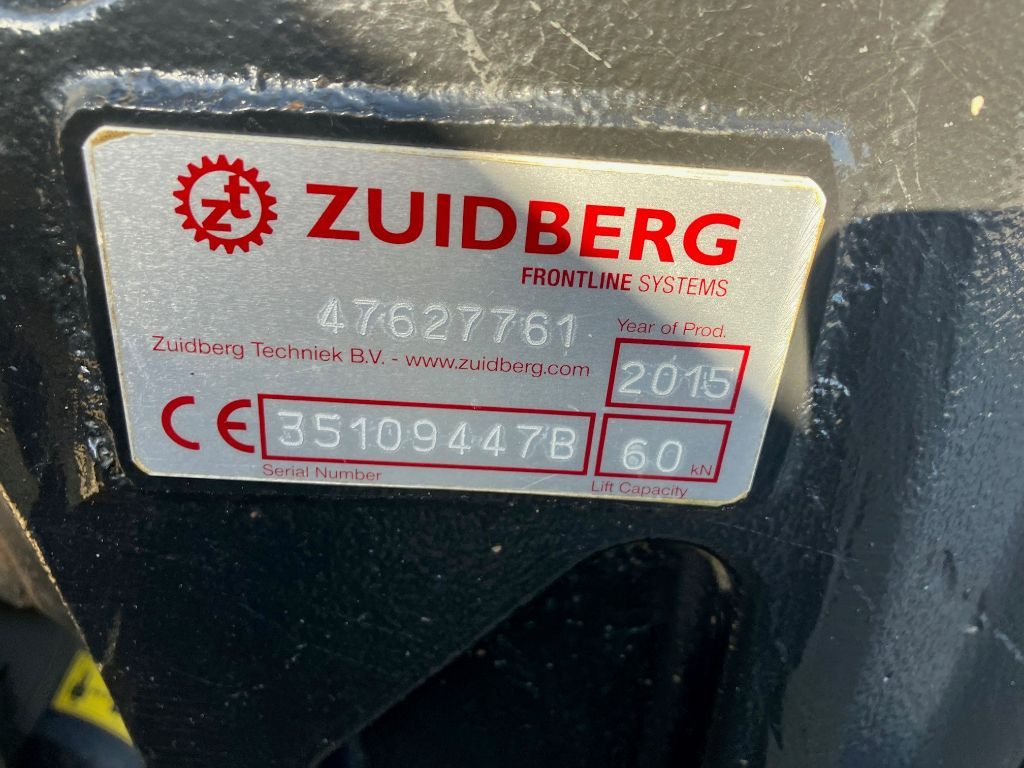 zt ZUIDBERG
FRONTLINE SYSTEMS
47627761
Year of Prod.
Zuidberg Techniek B.V. - www.zuidberg.com
2015
CE 35109447B 60 kN
Serial Number
Lift Capacity